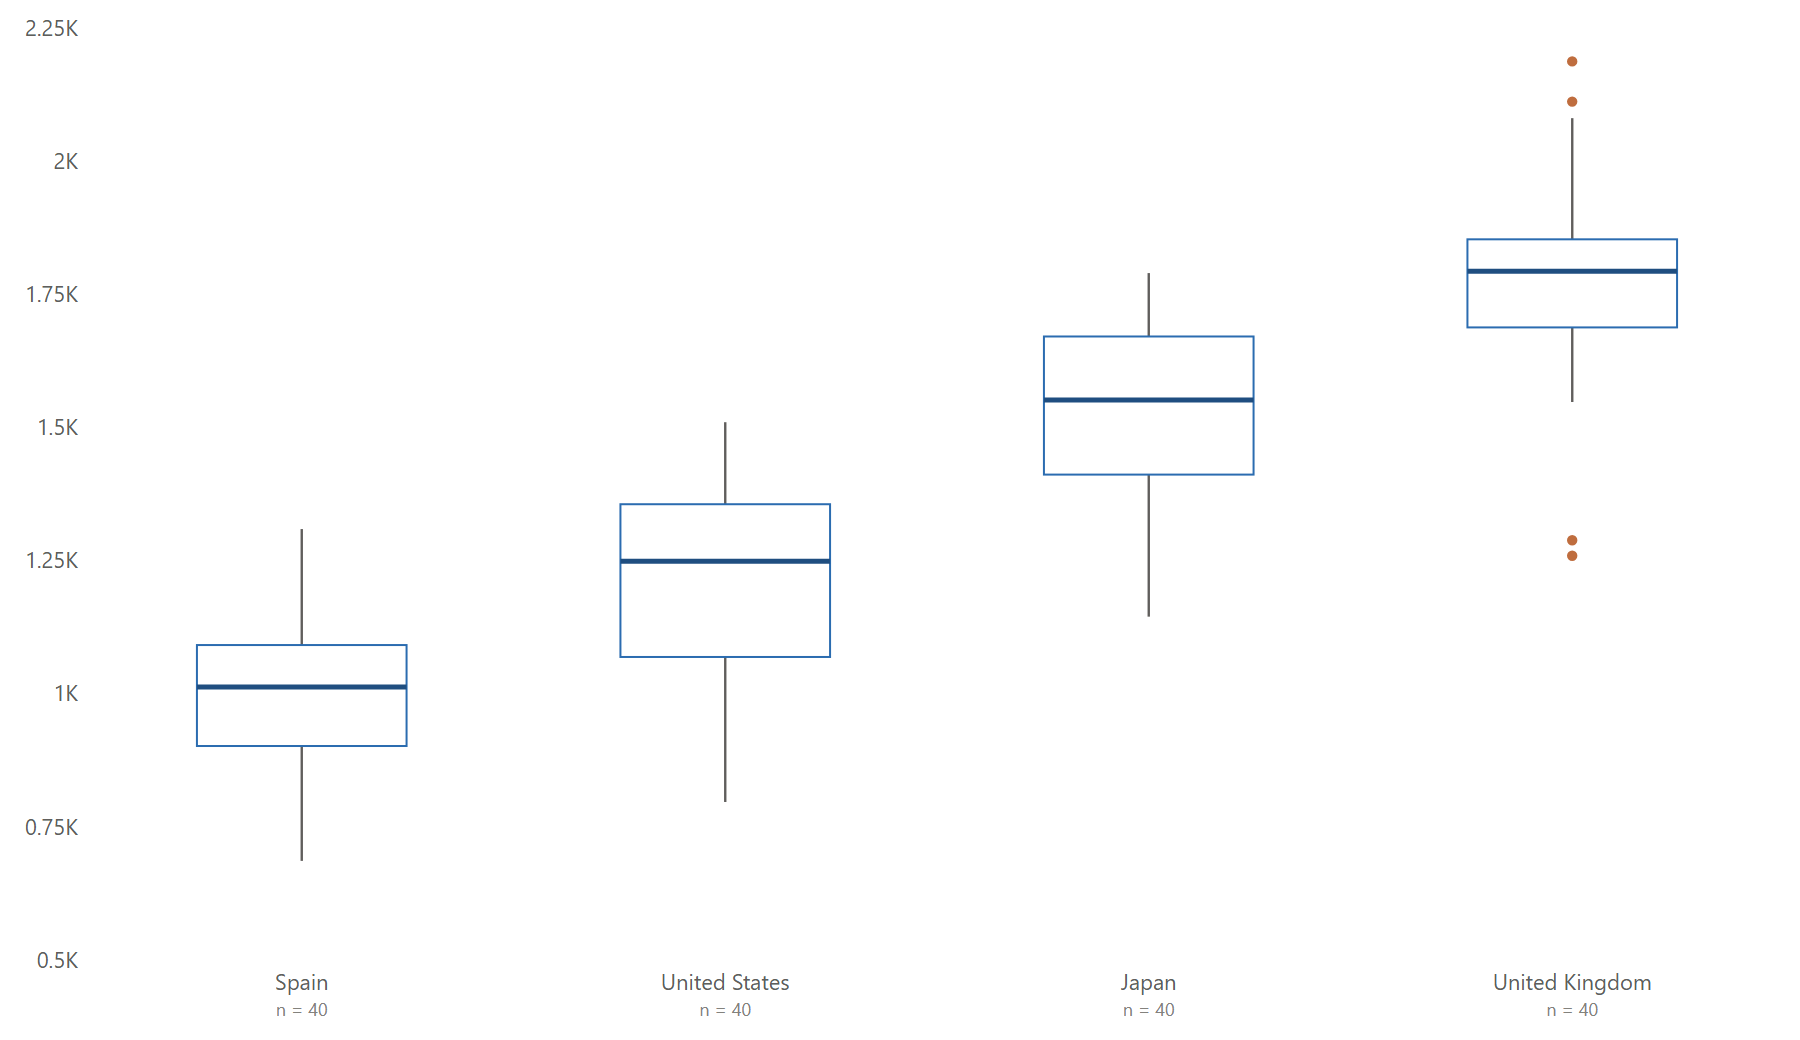 2.25K
2K
1.75K
1.5K
1.25K
1K
0.75K
0.5K
Spain
n = 40
United States
n = 40
Japan
n = 40
United Kingdom
n = 40